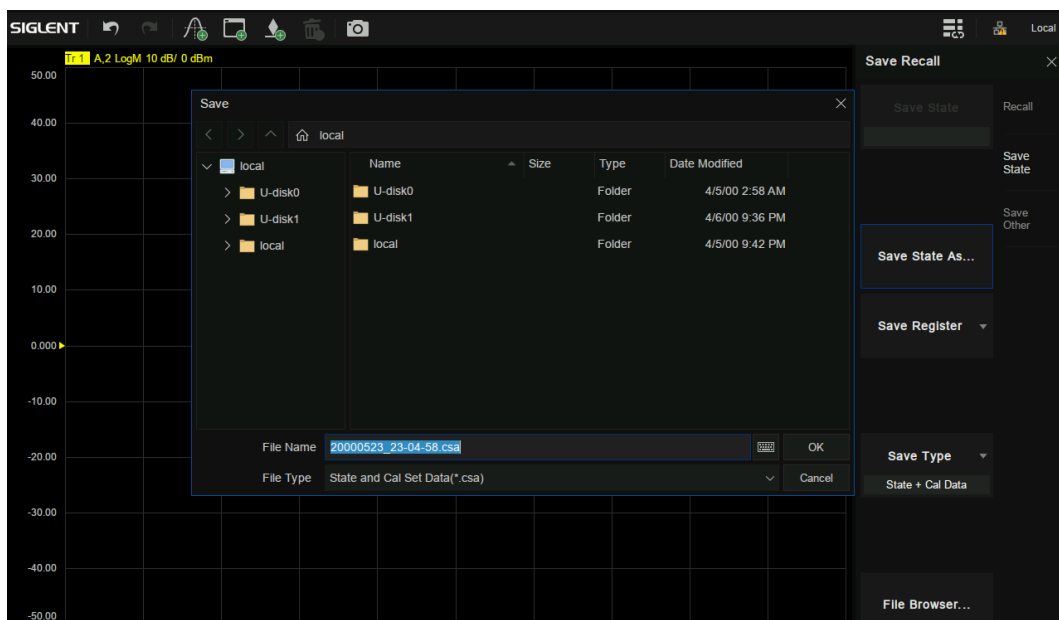 SIGLENT
Local
Tr 1 A,2 LogM 10 dB/ 0 dBm
50.00
40.00
30.00
20.00
10.00
0.000
-10.00
-20.00
-30.00
-40.00
-50.00
Save
local
local
U-disk0
U-disk1
local
Name Size Type Date Modified
U-disk0 Folder 4/5/00 2:58 AM
U-disk1 Folder 4/6/00 9:36 PM
local Folder 4/5/00 9:42 PM
File Name 20000523_23-04-58.csa OK
File Type State and Cal Set Data(*.csa) Cancel
Save Recall
Save State
Save State As...
Save Register
Save Type
State + Cal Data
File Browser...
Recall
Save
State
Save
Other